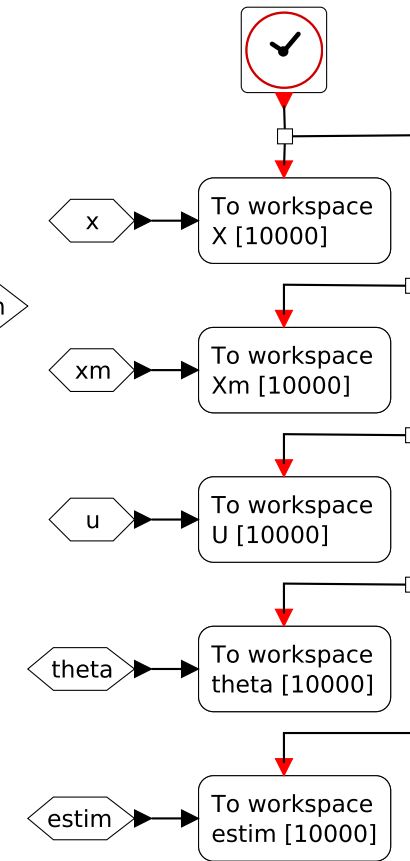 x
To workspace
X [10000]
xm
To workspace
Xm [10000]
u
To workspace
U [10000]
theta
To workspace
theta [10000]
estim
To workspace
estim [10000]